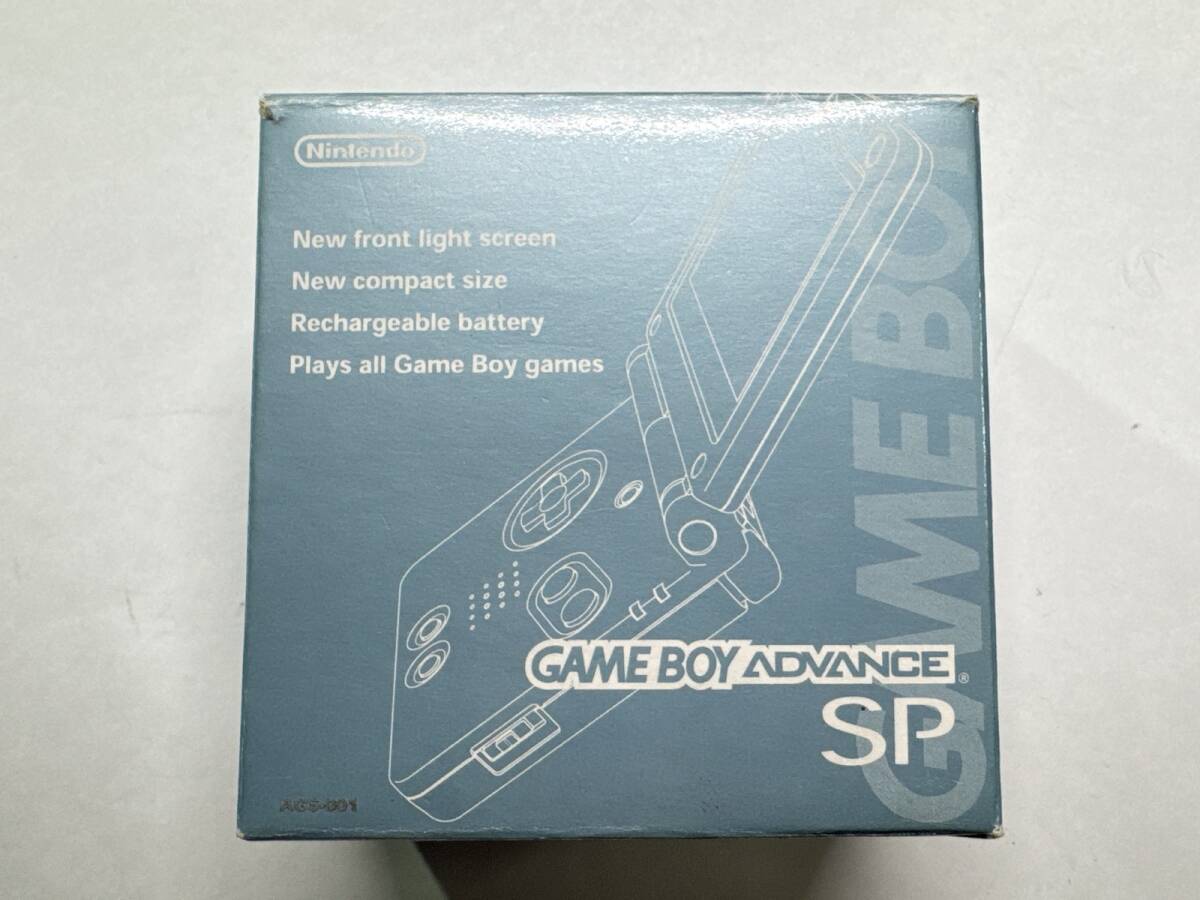 Nintendo
New front light screen
New compact size
Rechargeable battery
Plays all Game Boy games
GAME BOY
GAME BOY ADVANCE®
SP
AGS-001